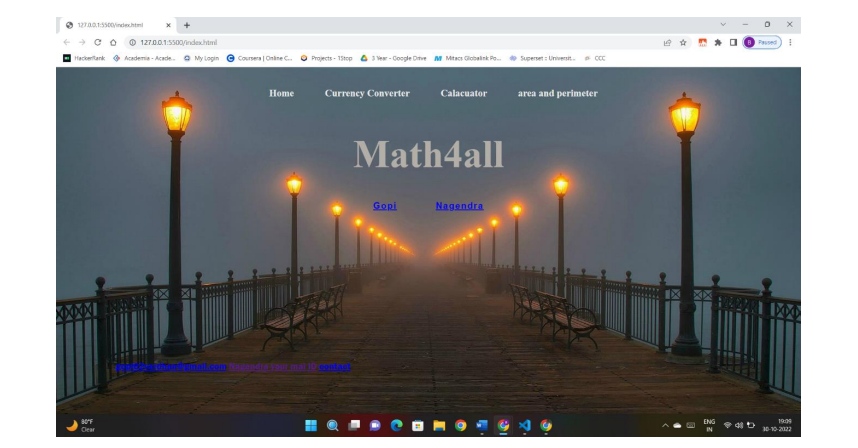 127.0.0.1:5500/index.html
127.0.0.1:5500/index.html Paused
HackerRank Academia - Acade... My Login Coursera | Online C... Projects - 1Stop 3 Year - Google Drive Mitacs Globalink Po... Superset :: Universit... CCC
Home Currency Converter Calacuator area and perimeter
Math4all
Gopi Nagendra
contact
80°F ENG 19:09
Clear IN 30-10-2022